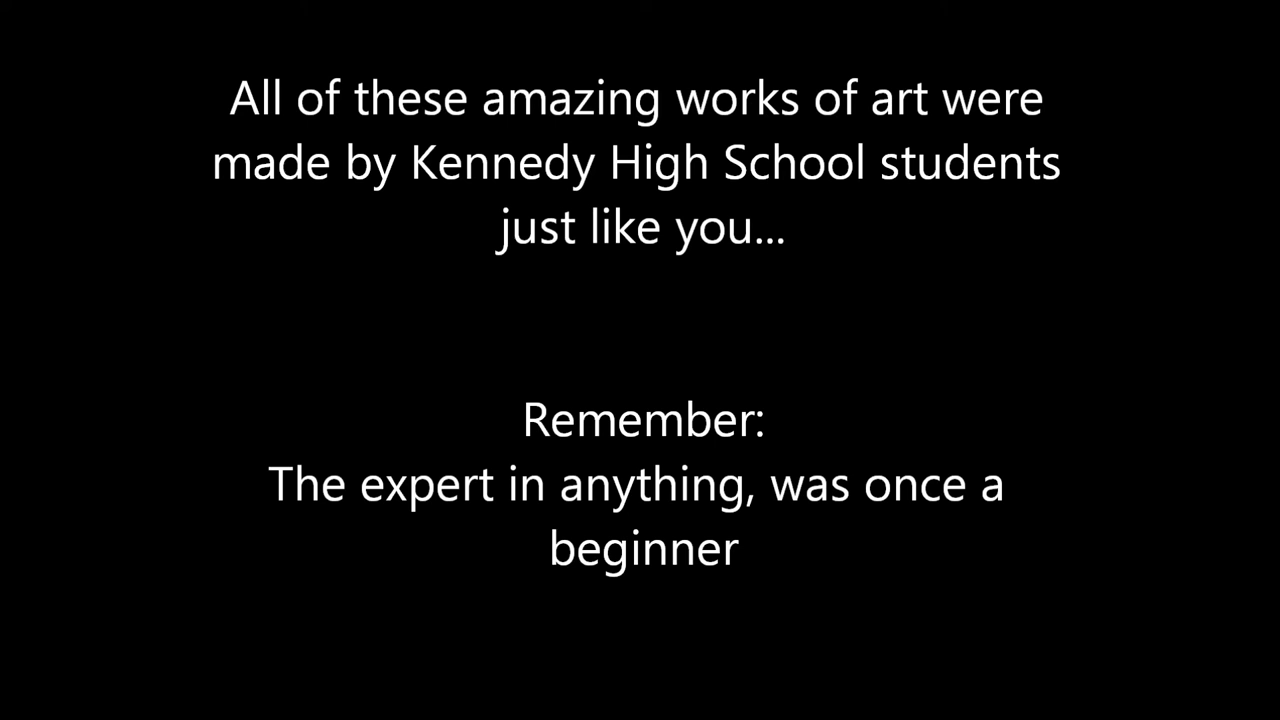 All of these amazing works of art were
made by Kennedy High School students
just like you...
Remember:
The expert in anything, was once a
beginner